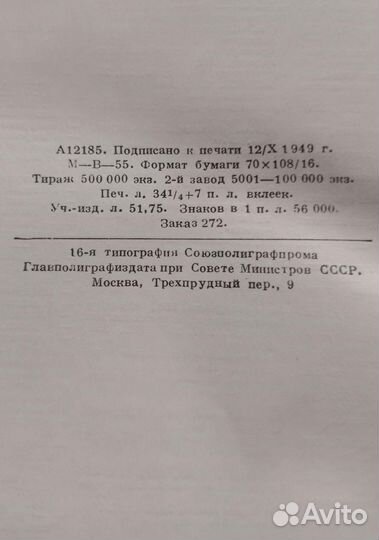 А12185. Подписано к печати 12/X 1949 г.
М—В—55. Формат бумаги 70×108/16.
Тираж 500 000 экз. 2-й завод 5001—100 000 экз.
Печ. л. 34¹/₄+7 п. л. вклеек.
Уч.-изд. л. 51,75. Знаков в 1 п. л. 56 000.
Заказ 272.
16-я типография Союзполиграфпрома
Главполиграфиздата при Совете Министров СССР.
Москва, Трехпрудный пер., 9
Avito